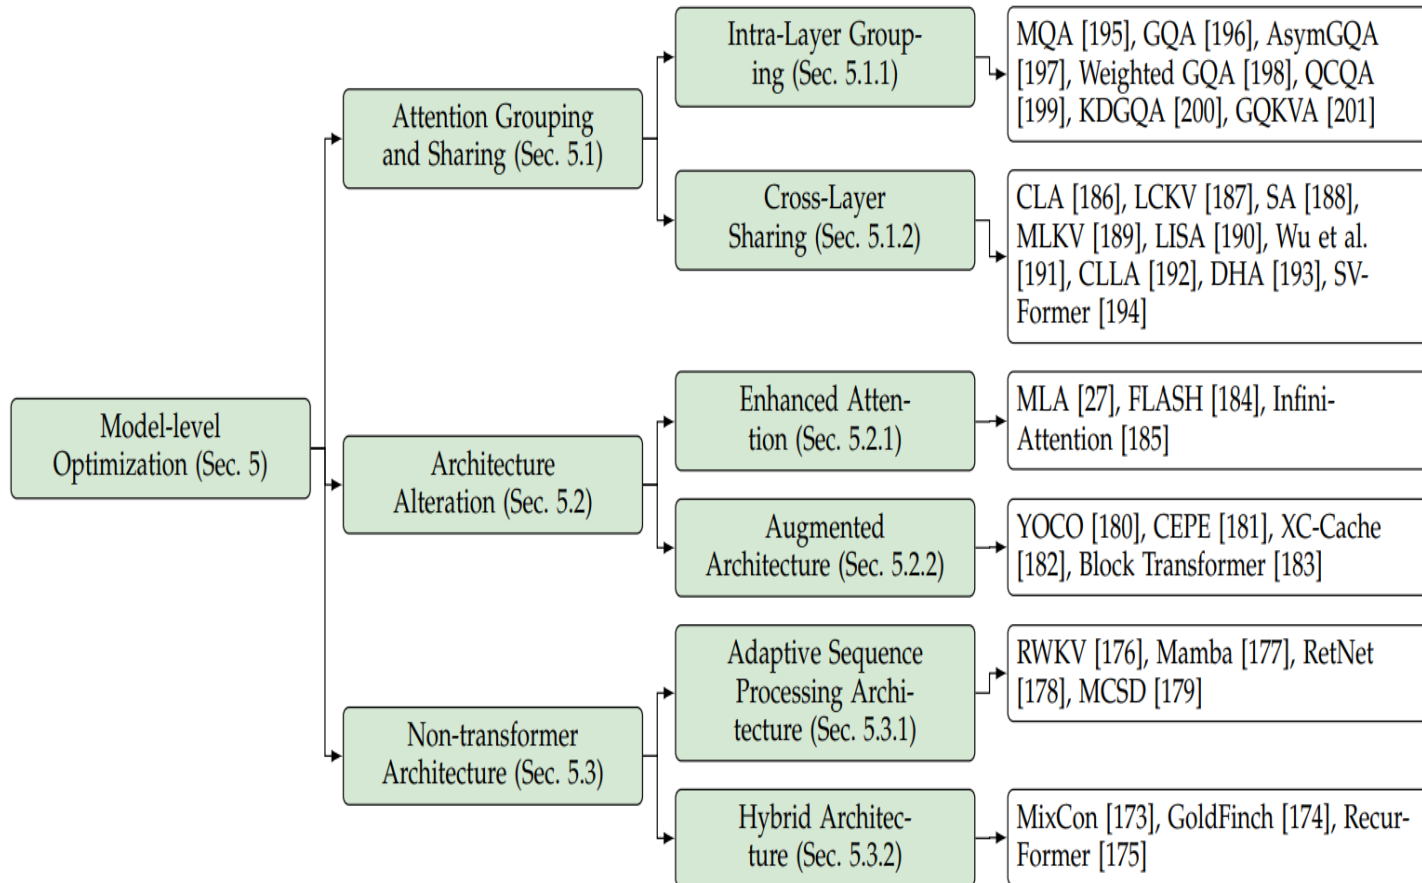 Model-level
Optimization (Sec. 5)
Attention Grouping
and Sharing (Sec. 5.1)
Intra-Layer Group-
ing (Sec. 5.1.1)
MQA [195], GQA [196], AsymGQA
[197], Weighted GQA [198], QCQA
[199], KDGQA [200], GQKVA [201]
Cross-Layer
Sharing (Sec. 5.1.2)
CLA [186], LCKV [187], SA [188],
MLKV [189], LISA [190], Wu et al.
[191], CLLA [192], DHA [193], SV-
Former [194]
Architecture
Alteration (Sec. 5.2)
Enhanced Atten-
tion (Sec. 5.2.1)
MLA [27], FLASH [184], Infini-
Attention [185]
Augmented
Architecture (Sec. 5.2.2)
YOCO [180], CEPE [181], XC-Cache
[182], Block Transformer [183]
Non-transformer
Architecture (Sec. 5.3)
Adaptive Sequence
Processing Archi-
tecture (Sec. 5.3.1)
RWKV [176], Mamba [177], RetNet
[178], MCSD [179]
Hybrid Architec-
ture (Sec. 5.3.2)
MixCon [173], GoldFinch [174], Recur-
Former [175]